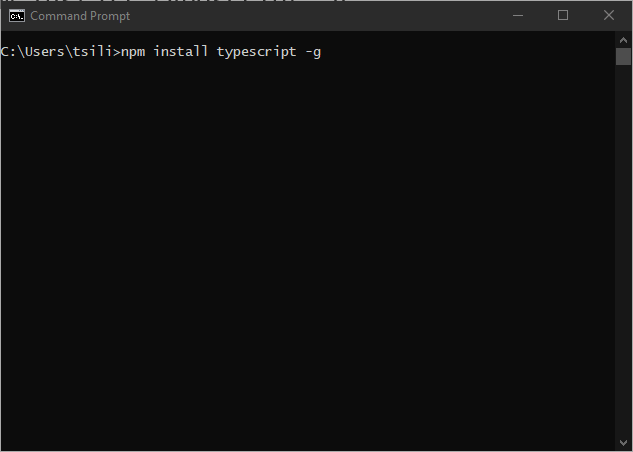 Command Prompt
C:\Users\tsili>npm install typescript -g